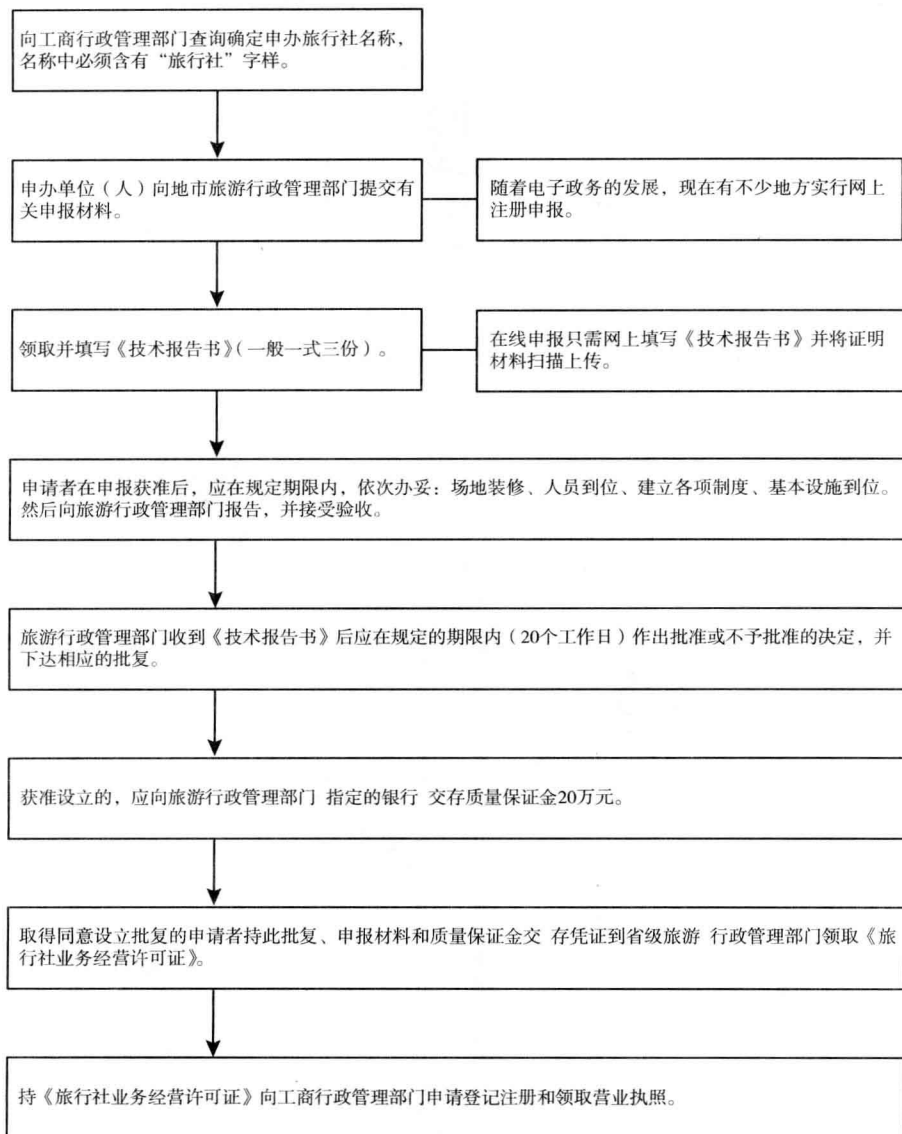 向工商行政管理部门查询确定申办旅行社名称，
名称中必须含有“旅行社”字样。
申办单位（人）向地市旅游行政管理部门提交有
关申报材料。
随着电子政务的发展，现在有不少地方实行网上
注册申报。
领取并填写《技术报告书》（一般一式三份）。
在线申报只需网上填写《技术报告书》并将证明
材料扫描上传。
申请者在申报获准后，应在规定期限内，依次办妥：场地装修、人员到位、建立各项制度、基本设施到位。
然后向旅游行政管理部门报告，并接受验收。
旅游行政管理部门收到《技术报告书》后应在规定的期限内（20个工作日）作出批准或不予批准的决定，并
下达相应的批复。
获准设立的，应向旅游行政管理部门 指定的银行 交存质量保证金20万元。
取得同意设立批复的申请者持此批复、申报材料和质量保证金交 存凭证到省级旅游 行政管理部门领取《旅
行社业务经营许可证》。
持《旅行社业务经营许可证》向工商行政管理部门申请登记注册和领取营业执照。